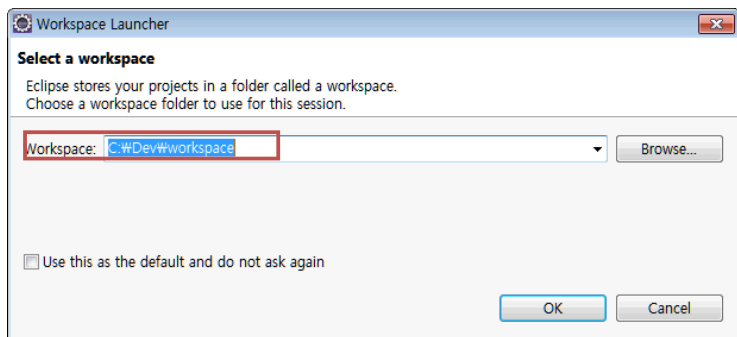 Workspace Launcher
Select a workspace
Eclipse stores your projects in a folder called a workspace.
Choose a workspace folder to use for this session.
Workspace: C:₩Dev₩workspace Browse...
Use this as the default and do not ask again
OK Cancel